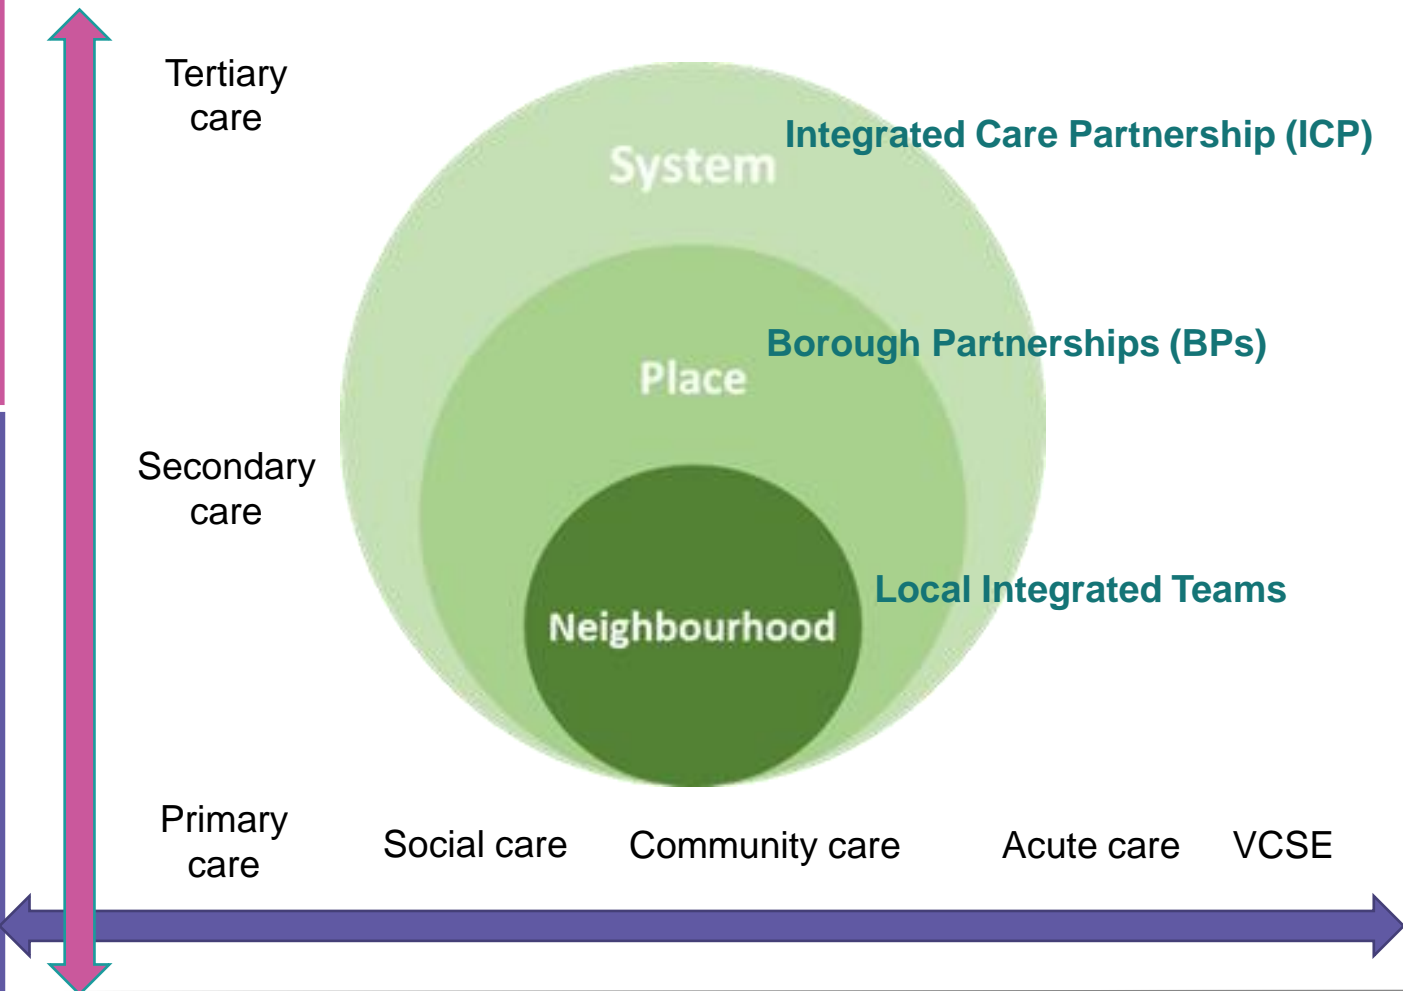 Tertiary
care
System
Integrated Care Partnership (ICP)
Borough Partnerships (BPs)
Place
Secondary
care
Local Integrated Teams
Neighbourhood
Primary
care
Social care
Community care
Acute care
VCSE